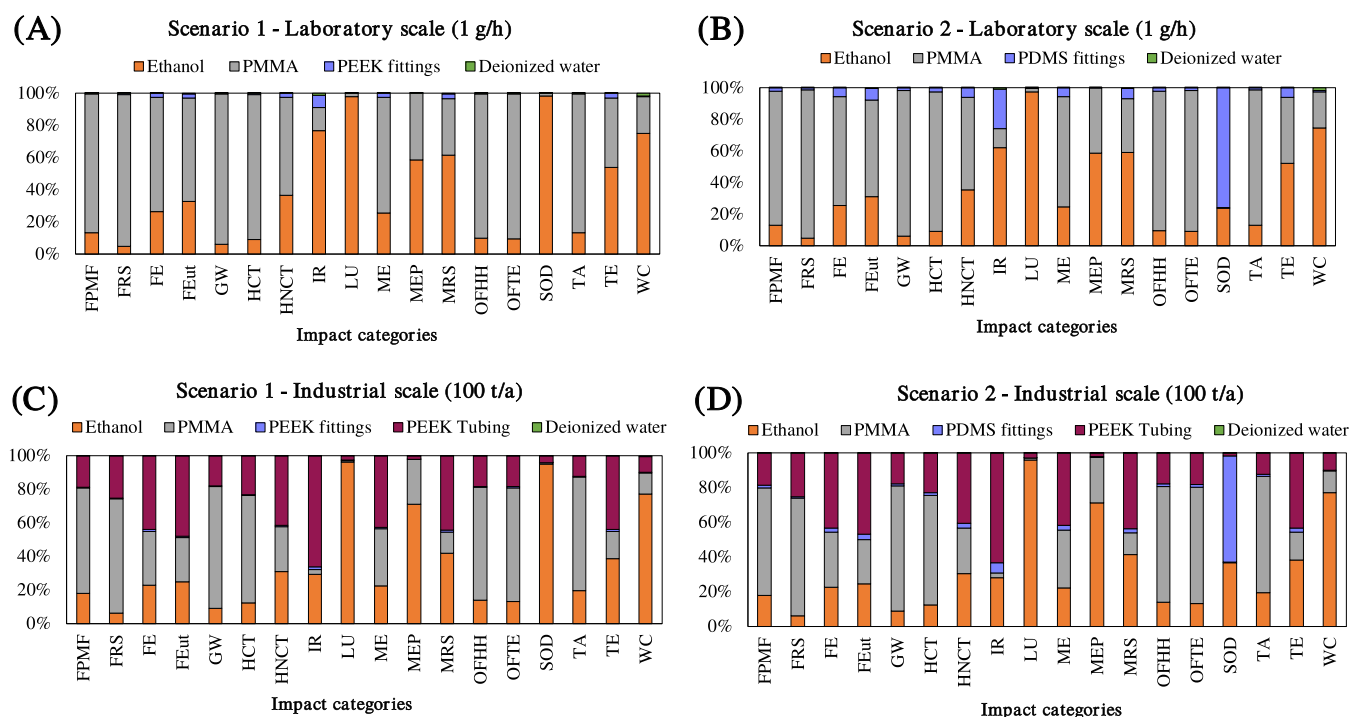 (A)
Scenario 1 - Laboratory scale (1 g/h)
Ethanol PMMA PEEK fittings Deionized water
100%
80%
60%
40%
20%
0%
FPMF FRS FE FEut GW HCT HNCT IR LU ME MEP MRS OFHH OFTE SOD TA TE WC
Impact categories
(B)
Scenario 2 - Laboratory scale (1 g/h)
Ethanol PMMA PDMS fittings Deionized water
100%
80%
60%
40%
20%
0%
FPMF FRS FE FEut GW HCT HNCT IR LU ME MEP MRS OFHH OFTE SOD TA TE WC
Impact categories
(C)
Scenario 1 - Industrial scale (100 t/a)
Ethanol PMMA PEEK fittings PEEK Tubing Deionized water
100%
80%
60%
40%
20%
0%
FPMF FRS FE FEut GW HCT HNCT IR LU ME MEP MRS OFHH OFTE SOD TA TE WC
Impact categories
(D)
Scenario 2 - Industrial scale (100 t/a)
Ethanol PMMA PDMS fittings PEEK Tubing Deionized water
100%
80%
60%
40%
20%
0%
FPMF FRS FE FEut GW HCT HNCT IR LU ME MEP MRS OFHH OFTE SOD TA TE WC
Impact categories